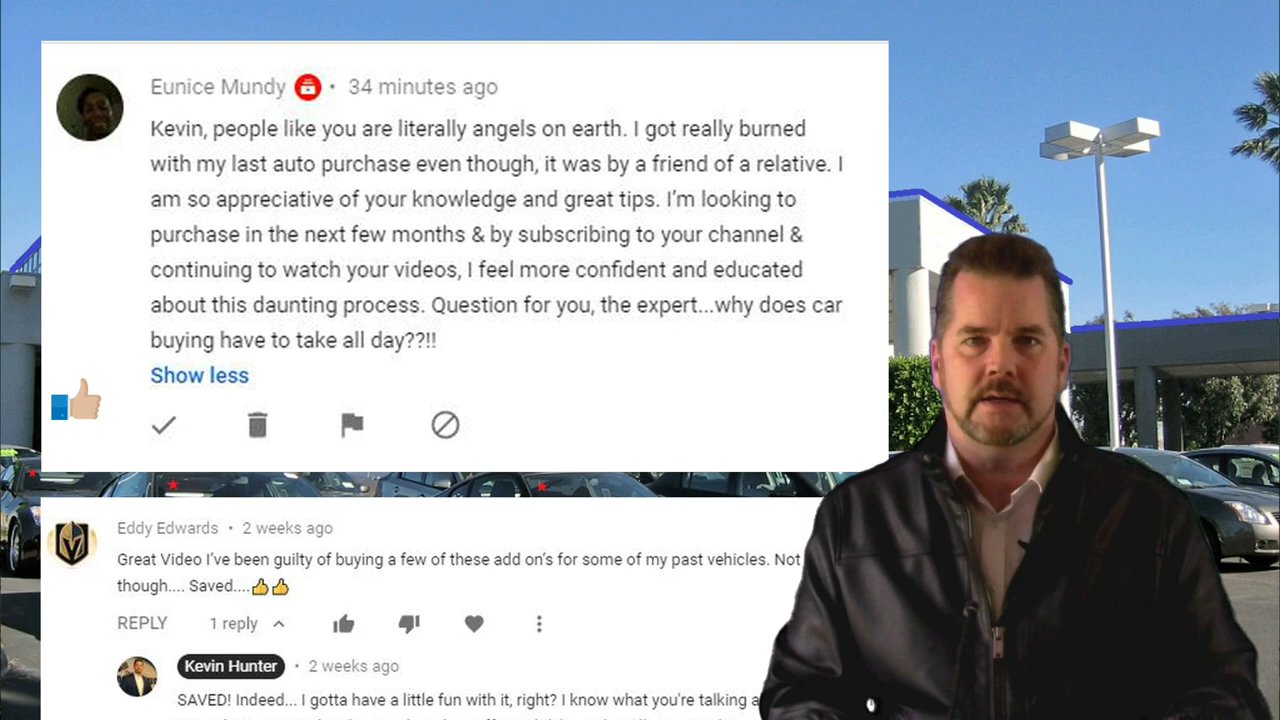 Eunice Mundy • 34 minutes ago
Kevin, people like you are literally angels on earth. I got really burned
with my last auto purchase even though, it was by a friend of a relative. I
am so appreciative of your knowledge and great tips. I'm looking to
purchase in the next few months & by subscribing to your channel &
continuing to watch your videos, I feel more confident and educated
about this daunting process. Question for you, the expert...why does car
buying have to take all day??!!
Show less
Eddy Edwards • 2 weeks ago
Great Video I've been guilty of buying a few of these add on's for some of my past vehicles. Not
though.... Saved....👍👍
REPLY 1 reply
Kevin Hunter • 2 weeks ago
SAVED! Indeed... I gotta have a little fun with it, right? I know what you're talking